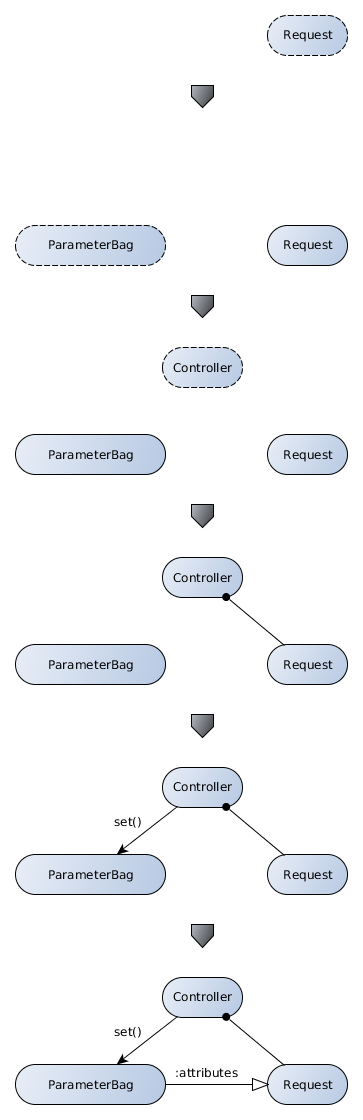 Request
ParameterBag
Request
Controller
ParameterBag
Request
Controller
ParameterBag
Request
Controller
set()
ParameterBag
Request
Controller
set()
:attributes
ParameterBag
Request